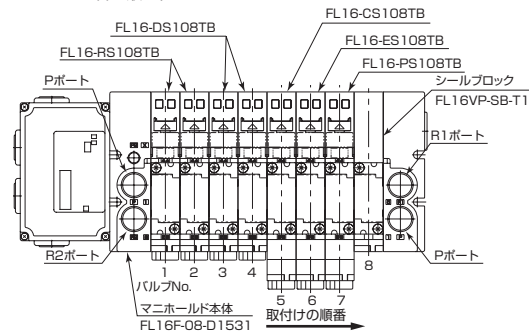 FL16-CS108TB
FL16-DS108TB
FL16-ES108TB
FL16-RS108TB
FL16-PS108TB
Pポート
シールブロック
FL16VP-SB-T1
R1ポート
R2ポート
Pポート
1 2 3 4 5 6 7 8
バルブNo.
マニホールド本体
FL16F-08-D1531
取付けの順番